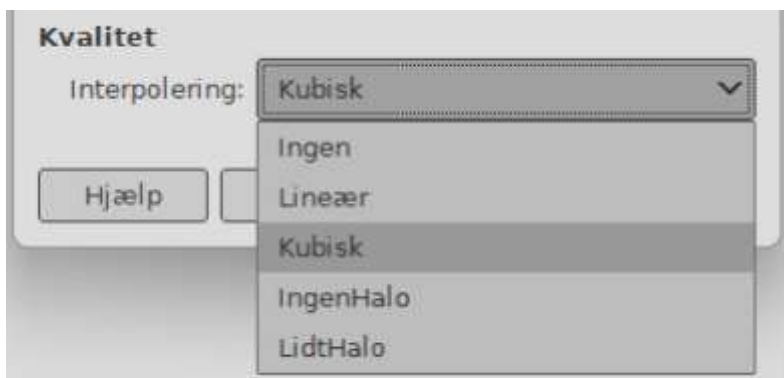 Kvalitet
Interpolering: Kubisk
Ingen
Hjælp
Lineær
Kubisk
IngenHalo
LidtHalo